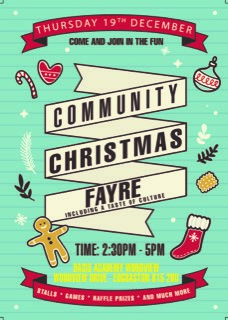 THURSDAY 19TH DECEMBER
COME AND JOIN IN THE FUN
COMMUNITY
CHRISTMAS
FAYRE
INCLUDING A TASTE OF CULTURE
TIME: 2:30PM - 5PM
STALLS * GAMES * RAFFLE PRIZES * AND MUCH MORE